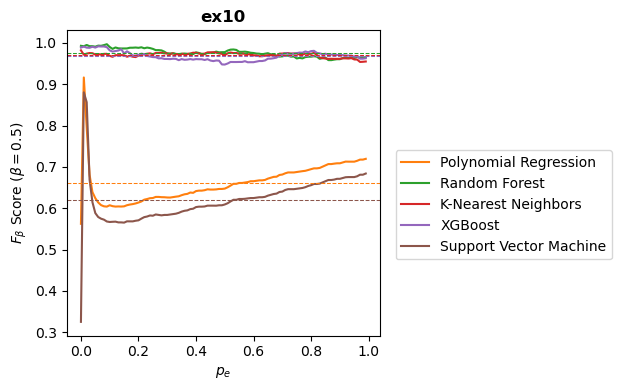 ex10
1.0
0.9
0.8
0.7
0.6
0.5
0.4
0.3
F_β Score (β = 0.5)
0.0 0.2 0.4 0.6 0.8 1.0
p_e
Polynomial Regression
Random Forest
K-Nearest Neighbors
XGBoost
Support Vector Machine